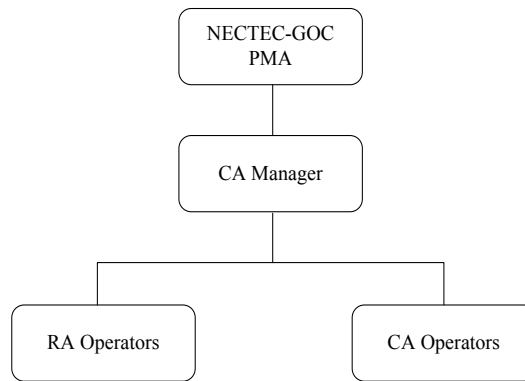 NECTEC-GOC
PMA
CA Manager
RA Operators
CA Operators